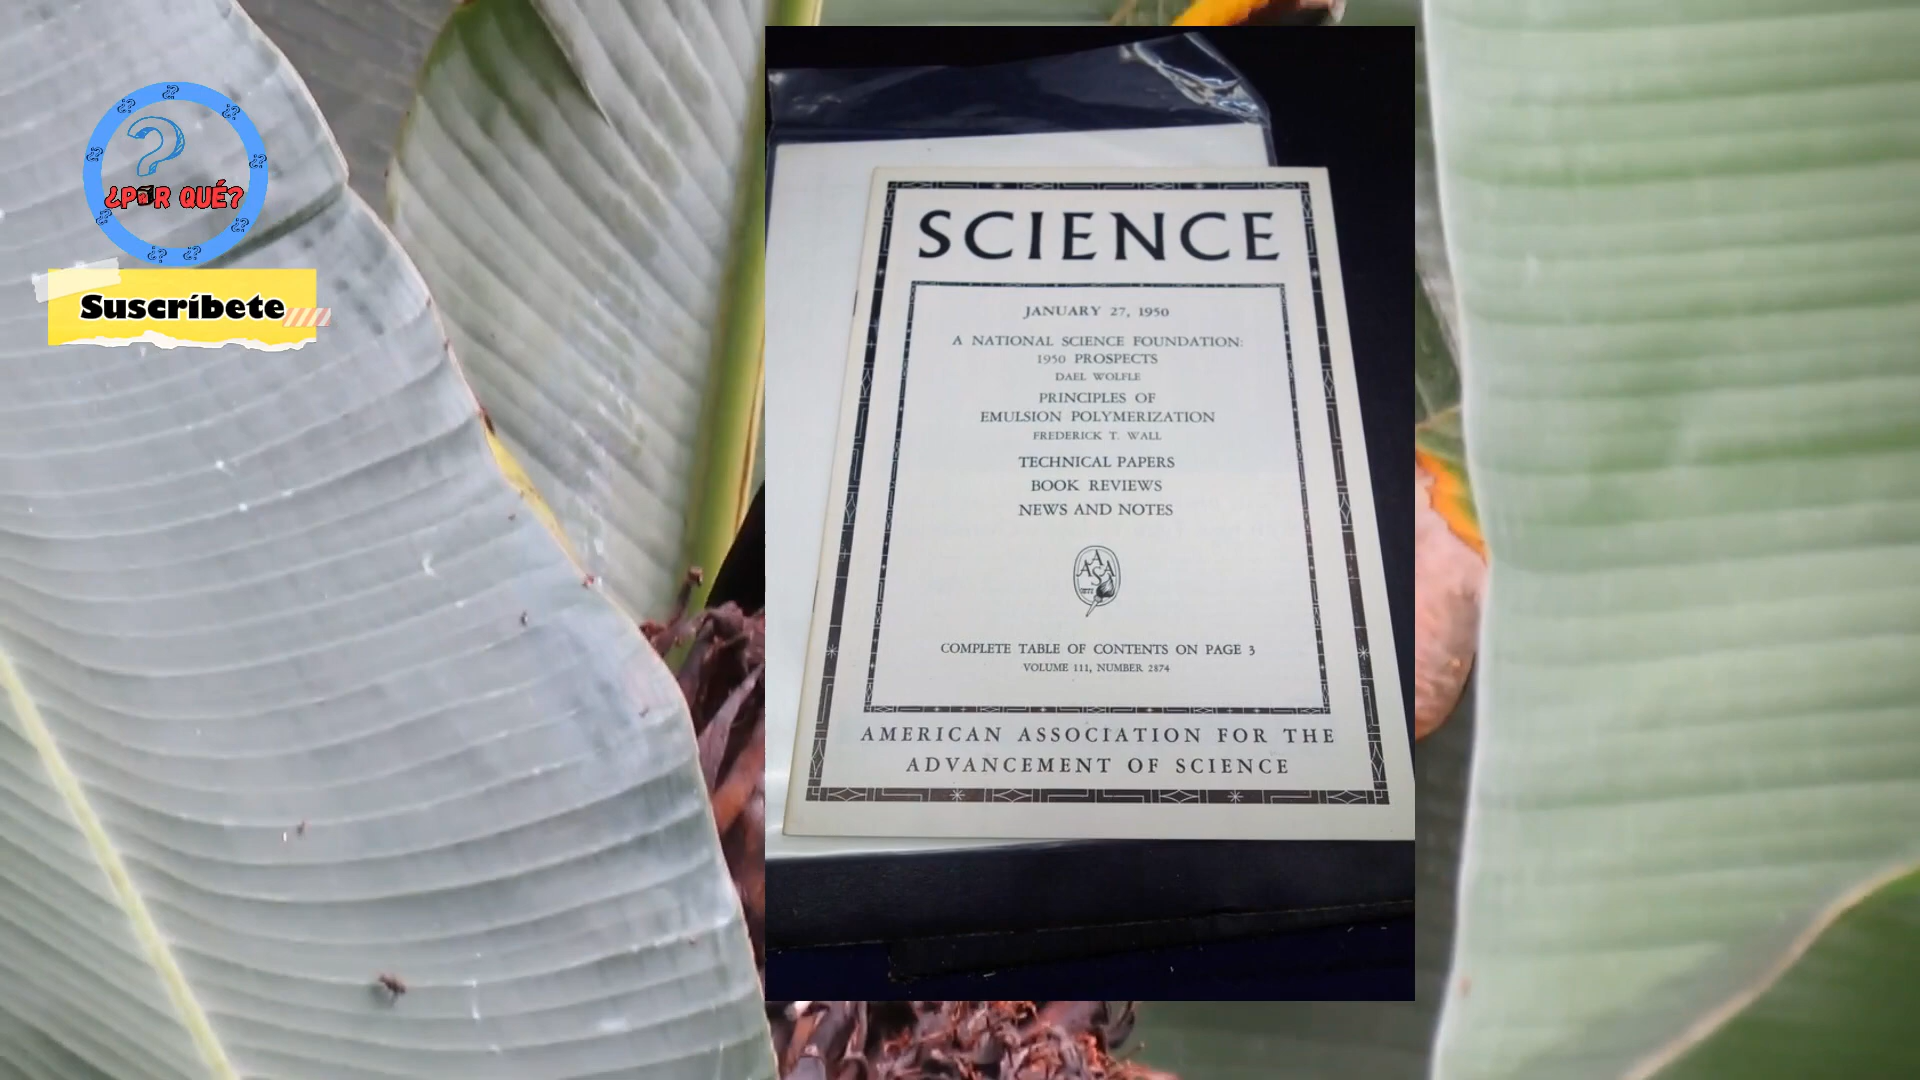 ¿POR QUÉ?
Suscríbete
SCIENCE
JANUARY 27, 1950
A NATIONAL SCIENCE FOUNDATION:
1950 PROSPECTS
DAEL WOLFLE
PRINCIPLES OF
EMULSION POLYMERIZATION
FREDERICK T. WALL
TECHNICAL PAPERS
BOOK REVIEWS
NEWS AND NOTES
AAAS
COMPLETE TABLE OF CONTENTS ON PAGE 3
VOLUME 111, NUMBER 2874
AMERICAN ASSOCIATION FOR THE
ADVANCEMENT OF SCIENCE